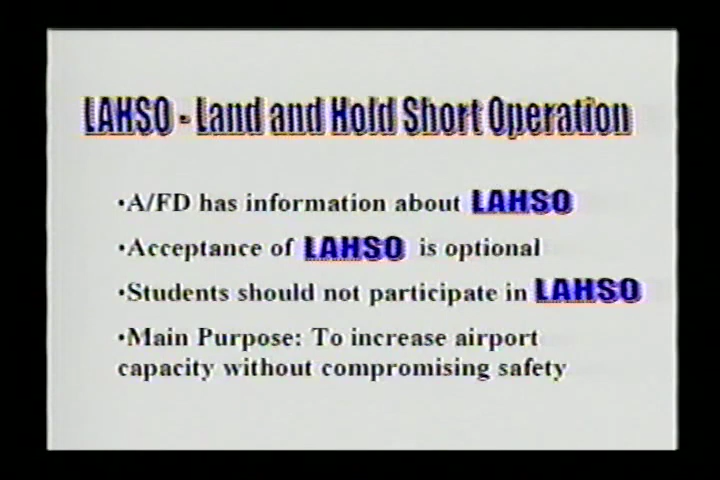 LAHSO - Land and Hold Short Operation
•A/FD has information about LAHSO
•Acceptance of LAHSO is optional
•Students should not participate in LAHSO
•Main Purpose: To increase airport
capacity without compromising safety